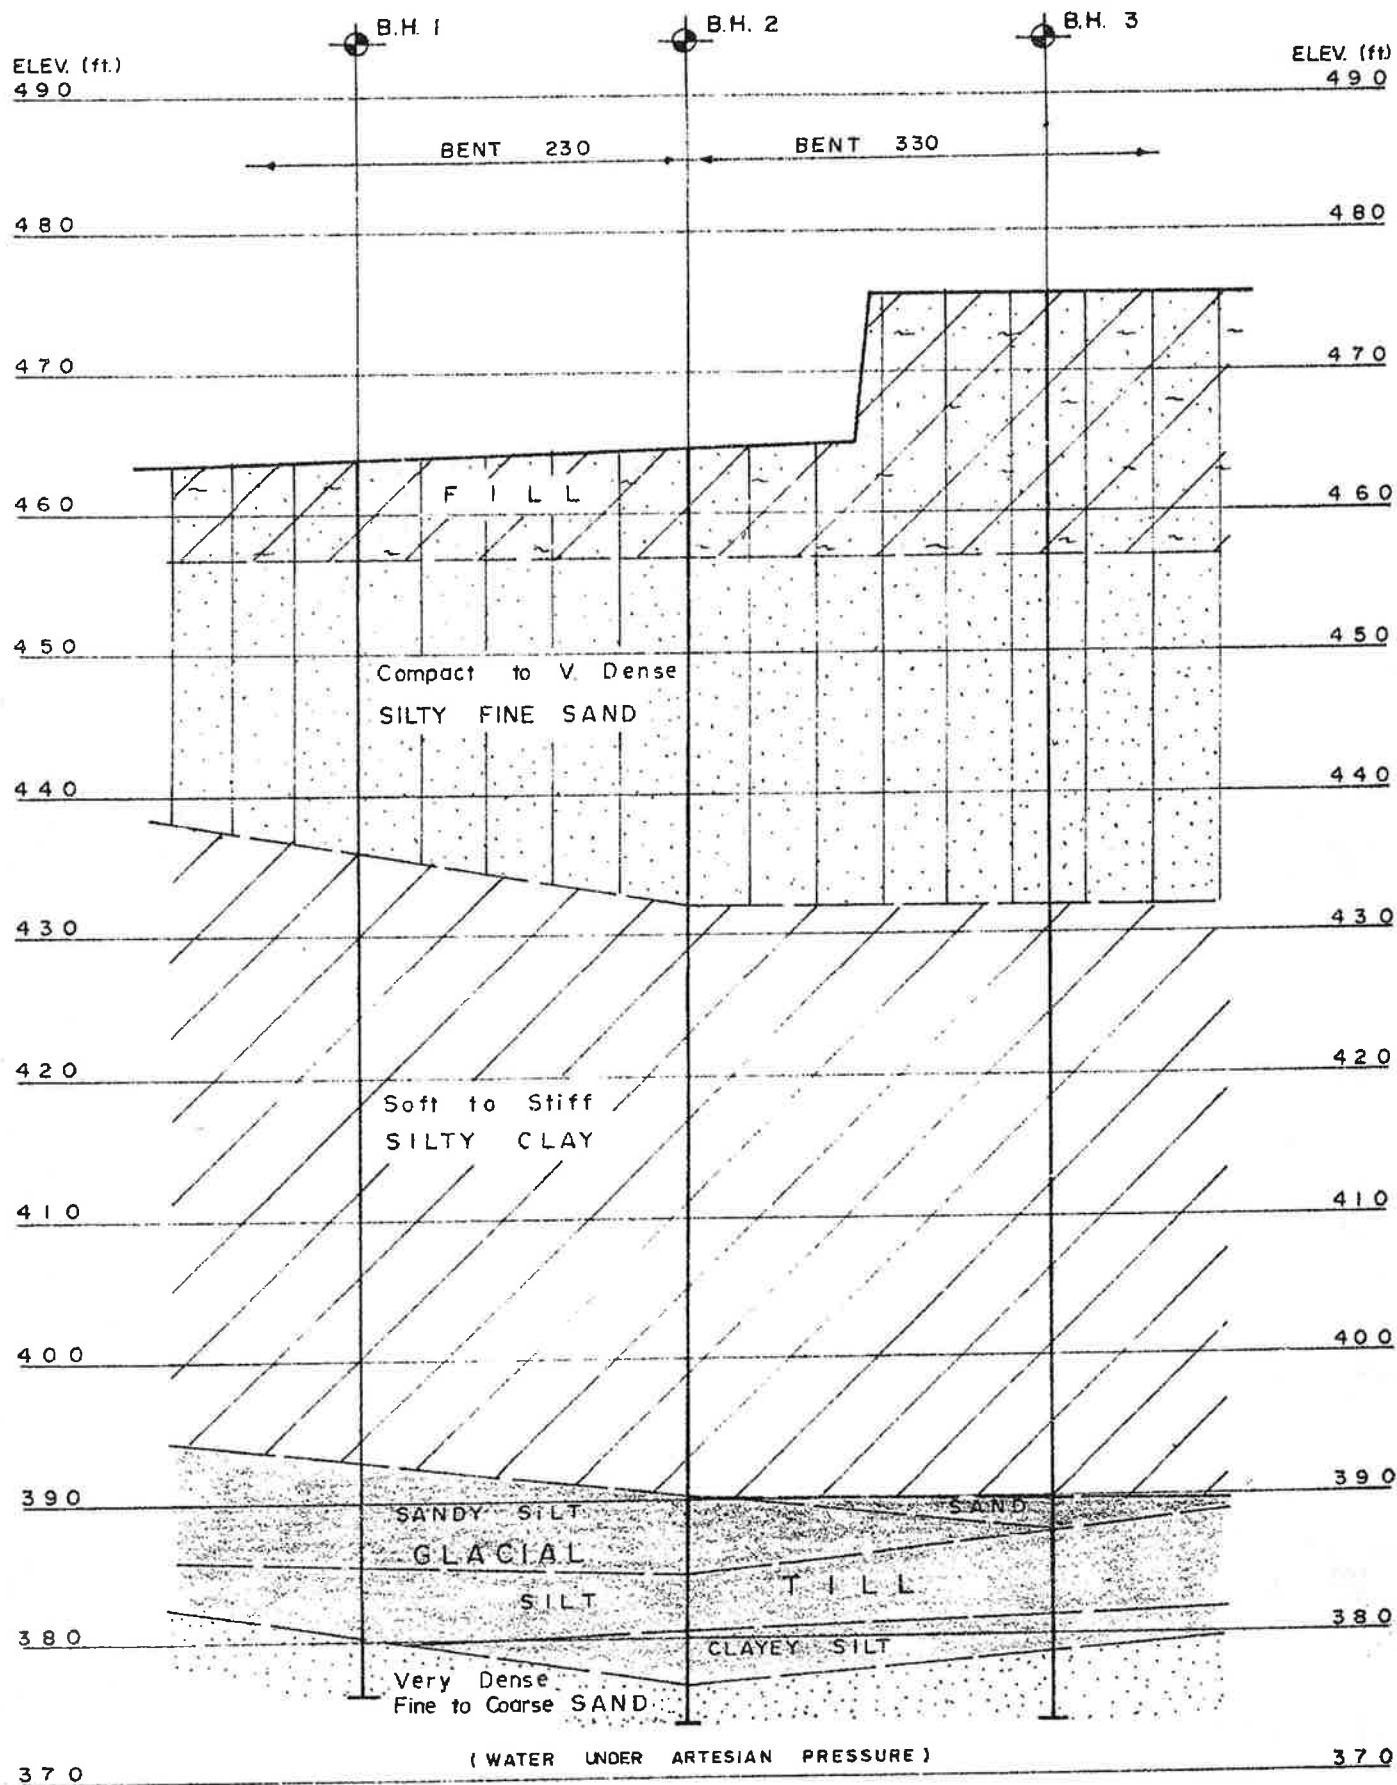 B.H. 1 B.H. 2 B.H. 3
ELEV. (ft.) ELEV. (ft)
490 490
BENT 230 BENT 330
480 480
470 470
FILL
460 460
450 450
Compact to V. Dense
SILTY FINE SAND
440 440
430 430
420 420
Soft to Stiff
SILTY CLAY
410 410
400 400
390 390
SANDY SILT SAND
GLACIAL
TILL
SILT
380 380
CLAYEY SILT
Very Dense
Fine to Coarse SAND
(WATER UNDER ARTESIAN PRESSURE)
370 370